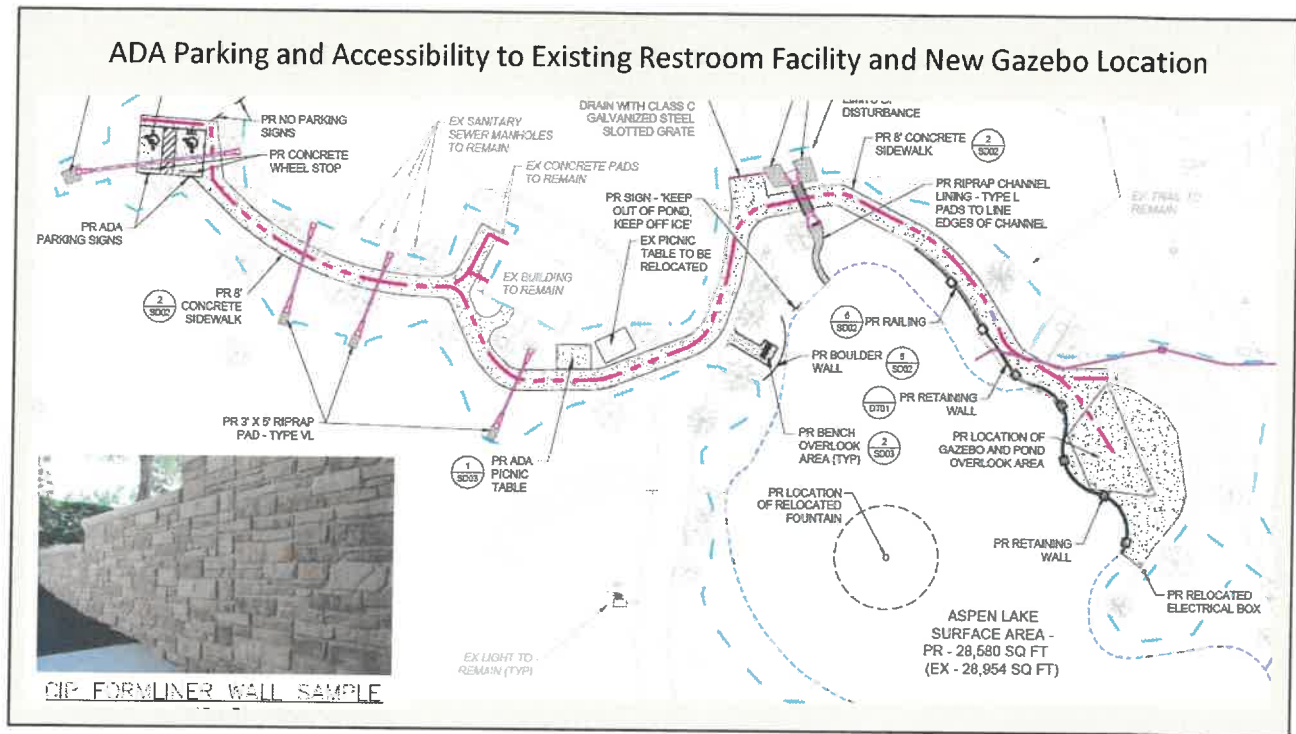 ADA Parking and Accessibility to Existing Restroom Facility and New Gazebo Location
PR NO PARKING
SIGNS
PR CONCRETE
WHEEL STOP
PR ADA
PARKING SIGNS
EX SANITARY
SEWER MANHOLES
TO REMAIN
EX CONCRETE PADS
TO REMAIN
DRAIN WITH CLASS C
GALVANIZED STEEL
SLOTTED GRATE
DISTURBANCE
PR 8' CONCRETE
SIDEWALK
2
SD02
PR RIPRAP CHANNEL
LINING - TYPE L
PADS TO LINE
EDGES OF CHANNEL
EX TRAIL TO
REMAIN
PR SIGN - 'KEEP
OUT OF POND,
KEEP OFF ICE'
EX PICNIC
TABLE TO BE
RELOCATED
EX BUILDING
TO REMAIN
2
SD02
PR 8'
CONCRETE
SIDEWALK
6
SD02
PR RAILING
PR BOULDER
WALL
5
SD02
DT01
PR RETAINING
WALL
PR 3' X 5' RIPRAP
PAD - TYPE VL
1
SD03
PR ADA
PICNIC
TABLE
PR BENCH
OVERLOOK
AREA (TYP)
2
SD03
PR LOCATION OF
GAZEBO AND POND
OVERLOOK AREA
PR LOCATION
OF RELOCATED
FOUNTAIN
PR RETAINING
WALL
PR RELOCATED
ELECTRICAL BOX
ASPEN LAKE
SURFACE AREA -
PR - 28,580 SQ FT
(EX - 28,954 SQ FT)
EX LIGHT TO
REMAIN (TYP)
CIP FORMLINER WALL SAMPLE